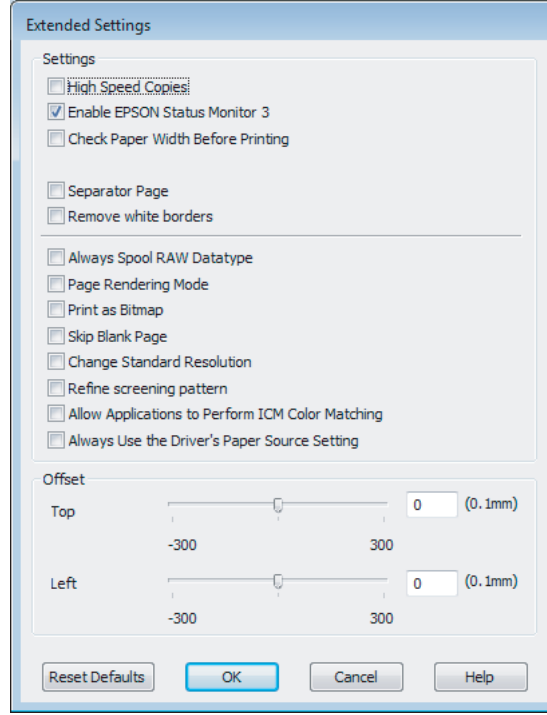 Extended Settings
Settings
High Speed Copies
Enable EPSON Status Monitor 3
Check Paper Width Before Printing
Separator Page
Remove white borders
Always Spool RAW Datatype
Page Rendering Mode
Print as Bitmap
Skip Blank Page
Change Standard Resolution
Refine screening pattern
Allow Applications to Perform ICM Color Matching
Always Use the Driver's Paper Source Setting
Offset
Top 0 (0.1mm)
-300 300
Left 0 (0.1mm)
-300 300
Reset Defaults OK Cancel Help